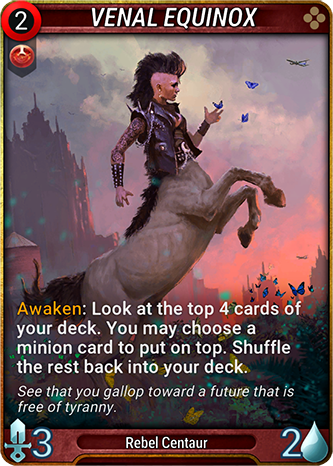 2
VENAL EQUINOX
Awaken: Look at the top 4 cards of
your deck. You may choose a
minion card to put on top. Shuffle
the rest back into your deck.
See that you gallop toward a future that is
free of tyranny.
3
Rebel Centaur
2